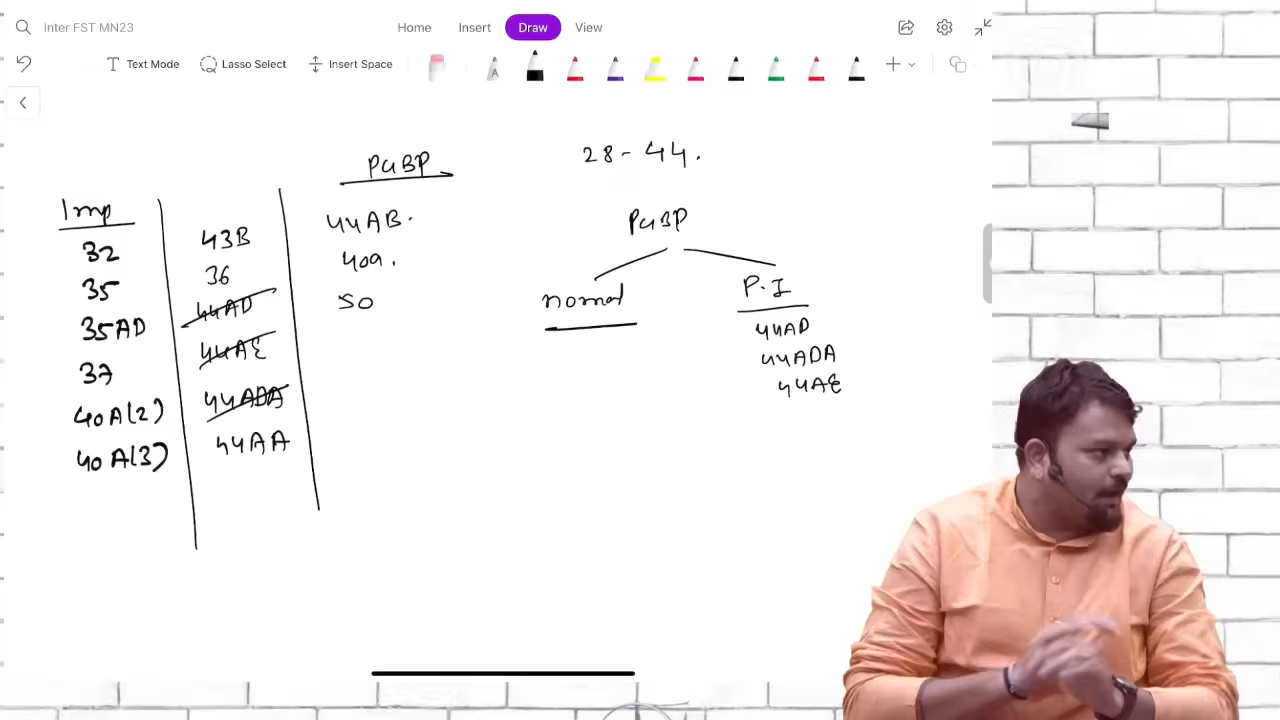 Inter FST MN23
Home Insert Draw View
Text Mode Lasso Select Insert Space
PGBP
28 - 44.
Imp
32
35
35AD
37
40A(2)
40A(3)
43B
36
44AD
44AE
44ADA
44AA
44AB.
40a.
50
PGBP
normal
P.I
44AD
44ADA
44AE